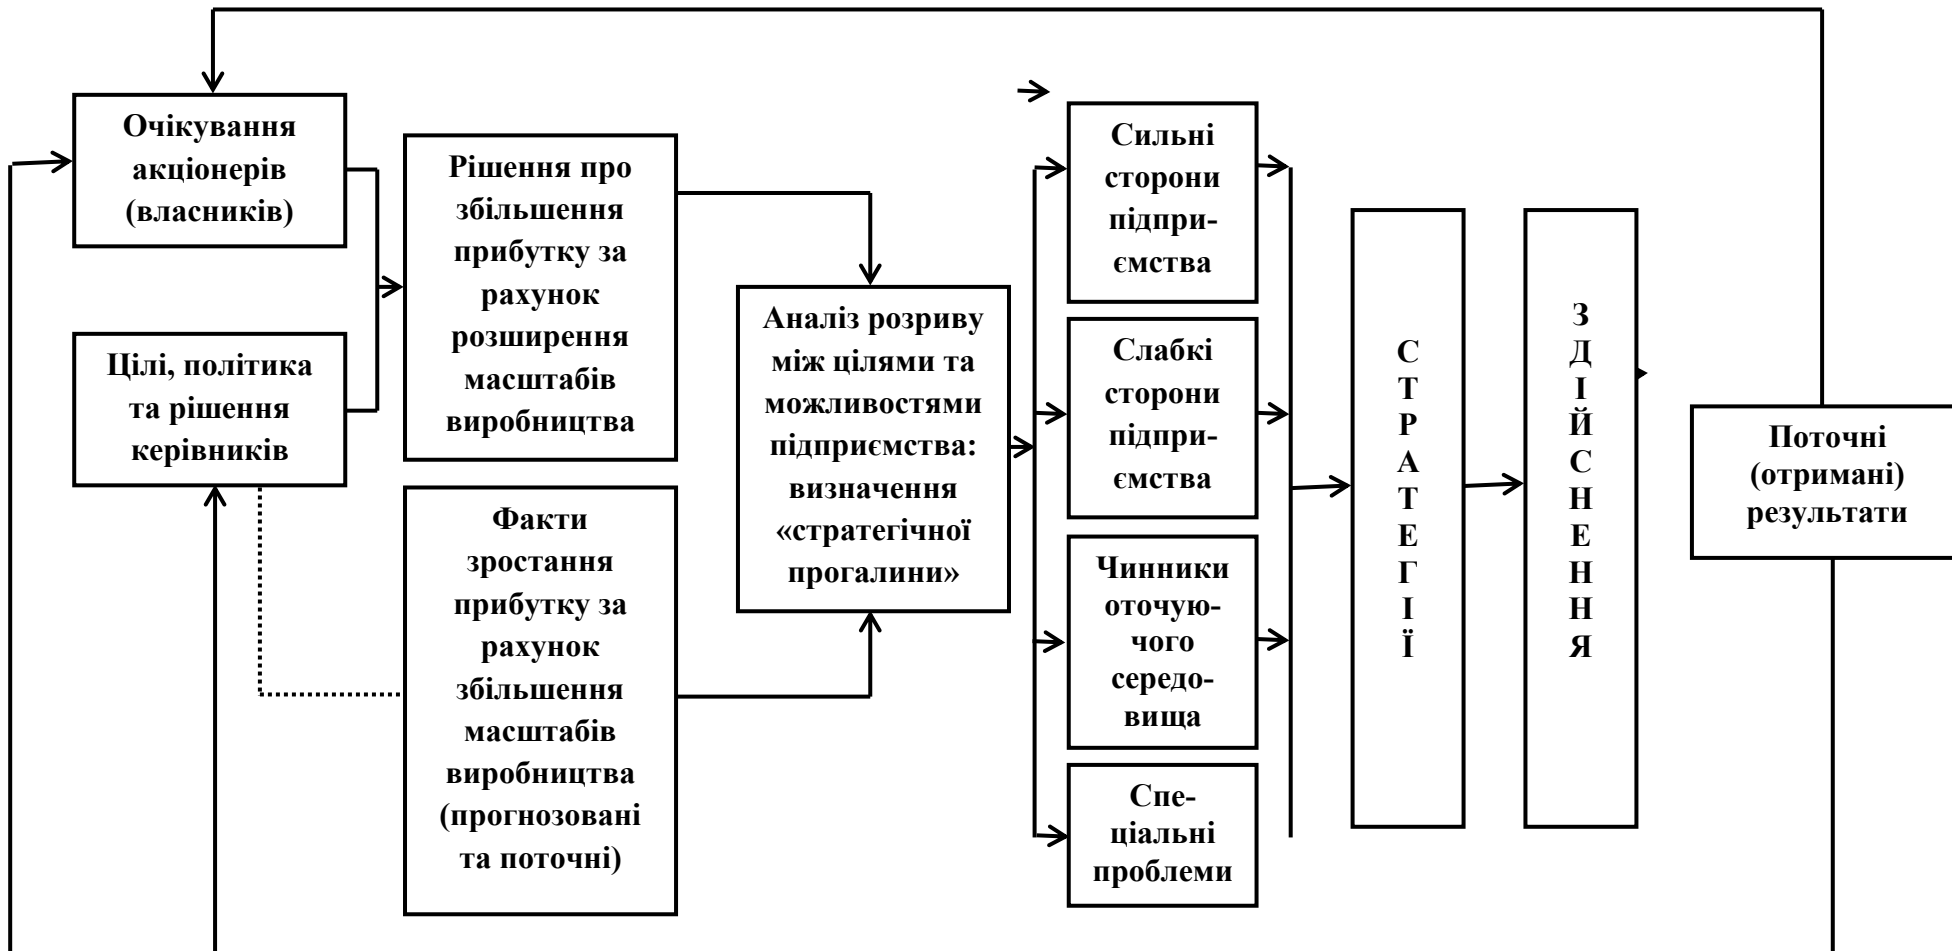 Очікування
акціонерів
(власників)
Цілі, політика
та рішення
керівників
Рішення про
збільшення
прибутку за
рахунок
розширення
масштабів
виробництва
Факти
зростання
прибутку за
рахунок
збільшення
масштабів
виробництва
(прогнозовані
та поточні)
Аналіз розриву
між цілями та
можливостями
підприємства:
визначення
«стратегічної
прогалини»
Сильні
сторони
підпри-
ємства
Слабкі
сторони
підпри-
ємства
Чинники
оточую-
чого
середо-
вища
Спе-
ціальні
проблеми
С
Т
Р
А
Т
Е
Г
І
Ї
З
Д
І
Й
С
Н
Е
Н
Н
Я
Поточні
(отримані)
результати